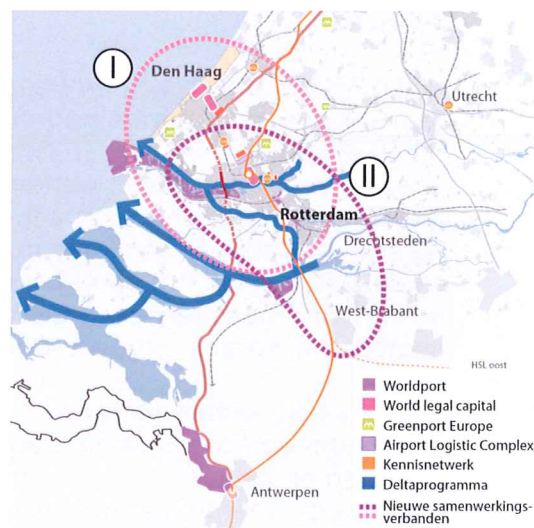 I
Den Haag
Utrecht
II
Rotterdam
Drechtsteden
West-Brabant
HSL oost
Antwerpen
Worldport
World legal capital
Greenport Europe
Airport Logistic Complex
Kennisnetwerk
Deltaprogramma
Nieuwe samenwerkings-
verbanden